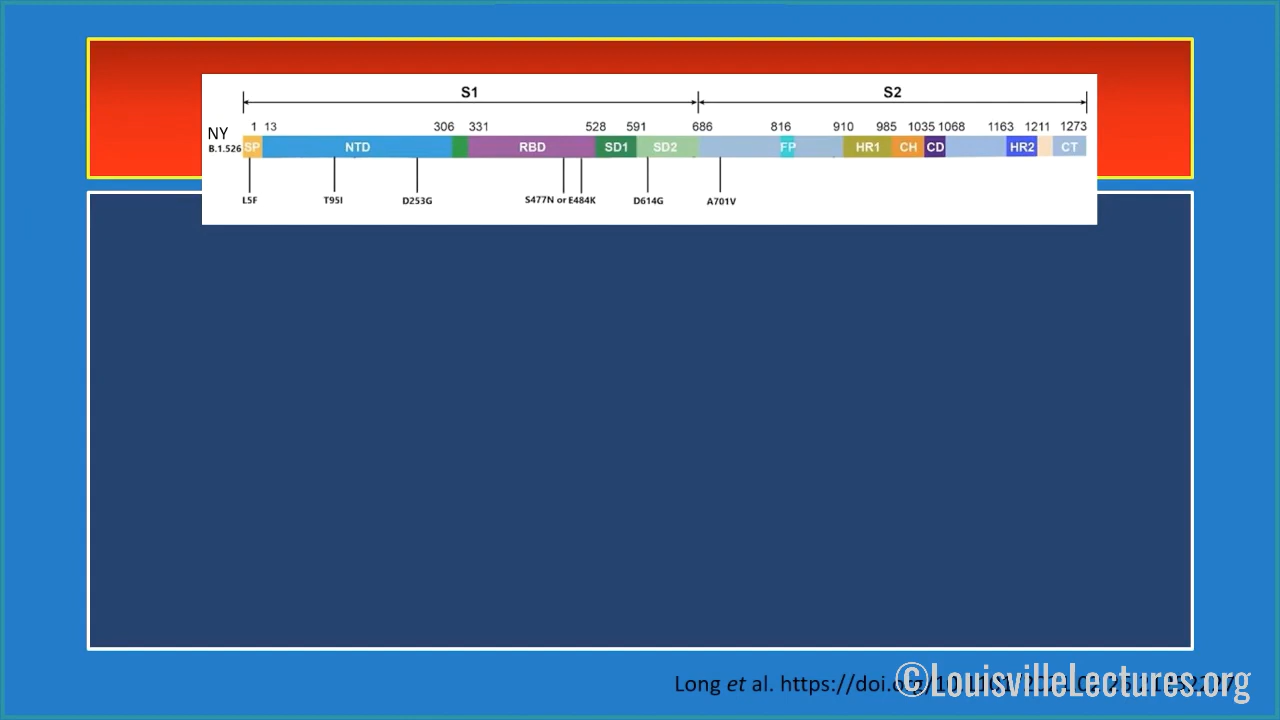 S1 S2
1 13 306 331 528 591 686 816 910 985 1035 1068 1163 1211 1273
NY
B.1.526 SP NTD RBD SD1 SD2 FP HR1 CH CD HR2 CT
L5F T95I D253G S477N or E484K D614G A701V
Long et al. https://doi.org/
©LouisvilleLectures.org